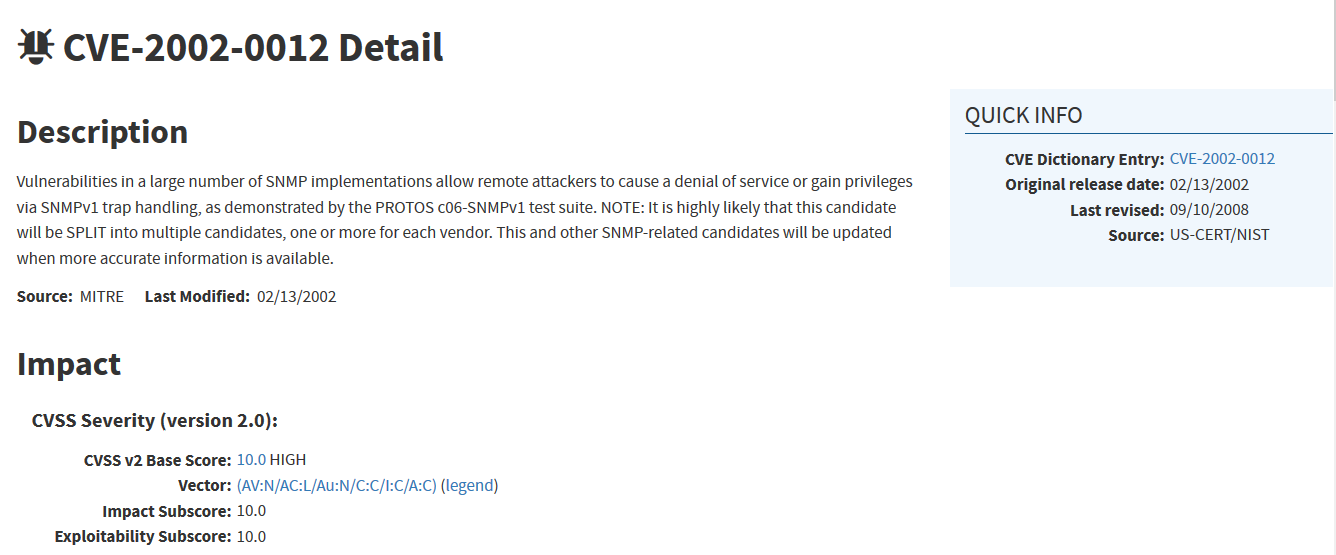 CVE-2002-0012 Detail
Description
Vulnerabilities in a large number of SNMP implementations allow remote attackers to cause a denial of service or gain privileges
via SNMPv1 trap handling, as demonstrated by the PROTOS c06-SNMPv1 test suite. NOTE: It is highly likely that this candidate
will be SPLIT into multiple candidates, one or more for each vendor. This and other SNMP-related candidates will be updated
when more accurate information is available.
Source: MITRE Last Modified: 02/13/2002
QUICK INFO
CVE Dictionary Entry: CVE-2002-0012
Original release date: 02/13/2002
Last revised: 09/10/2008
Source: US-CERT/NIST
Impact
CVSS Severity (version 2.0):
CVSS v2 Base Score: 10.0 HIGH
Vector: (AV:N/AC:L/Au:N/C:C/I:C/A:C) (legend)
Impact Subscore: 10.0
Exploitability Subscore: 10.0